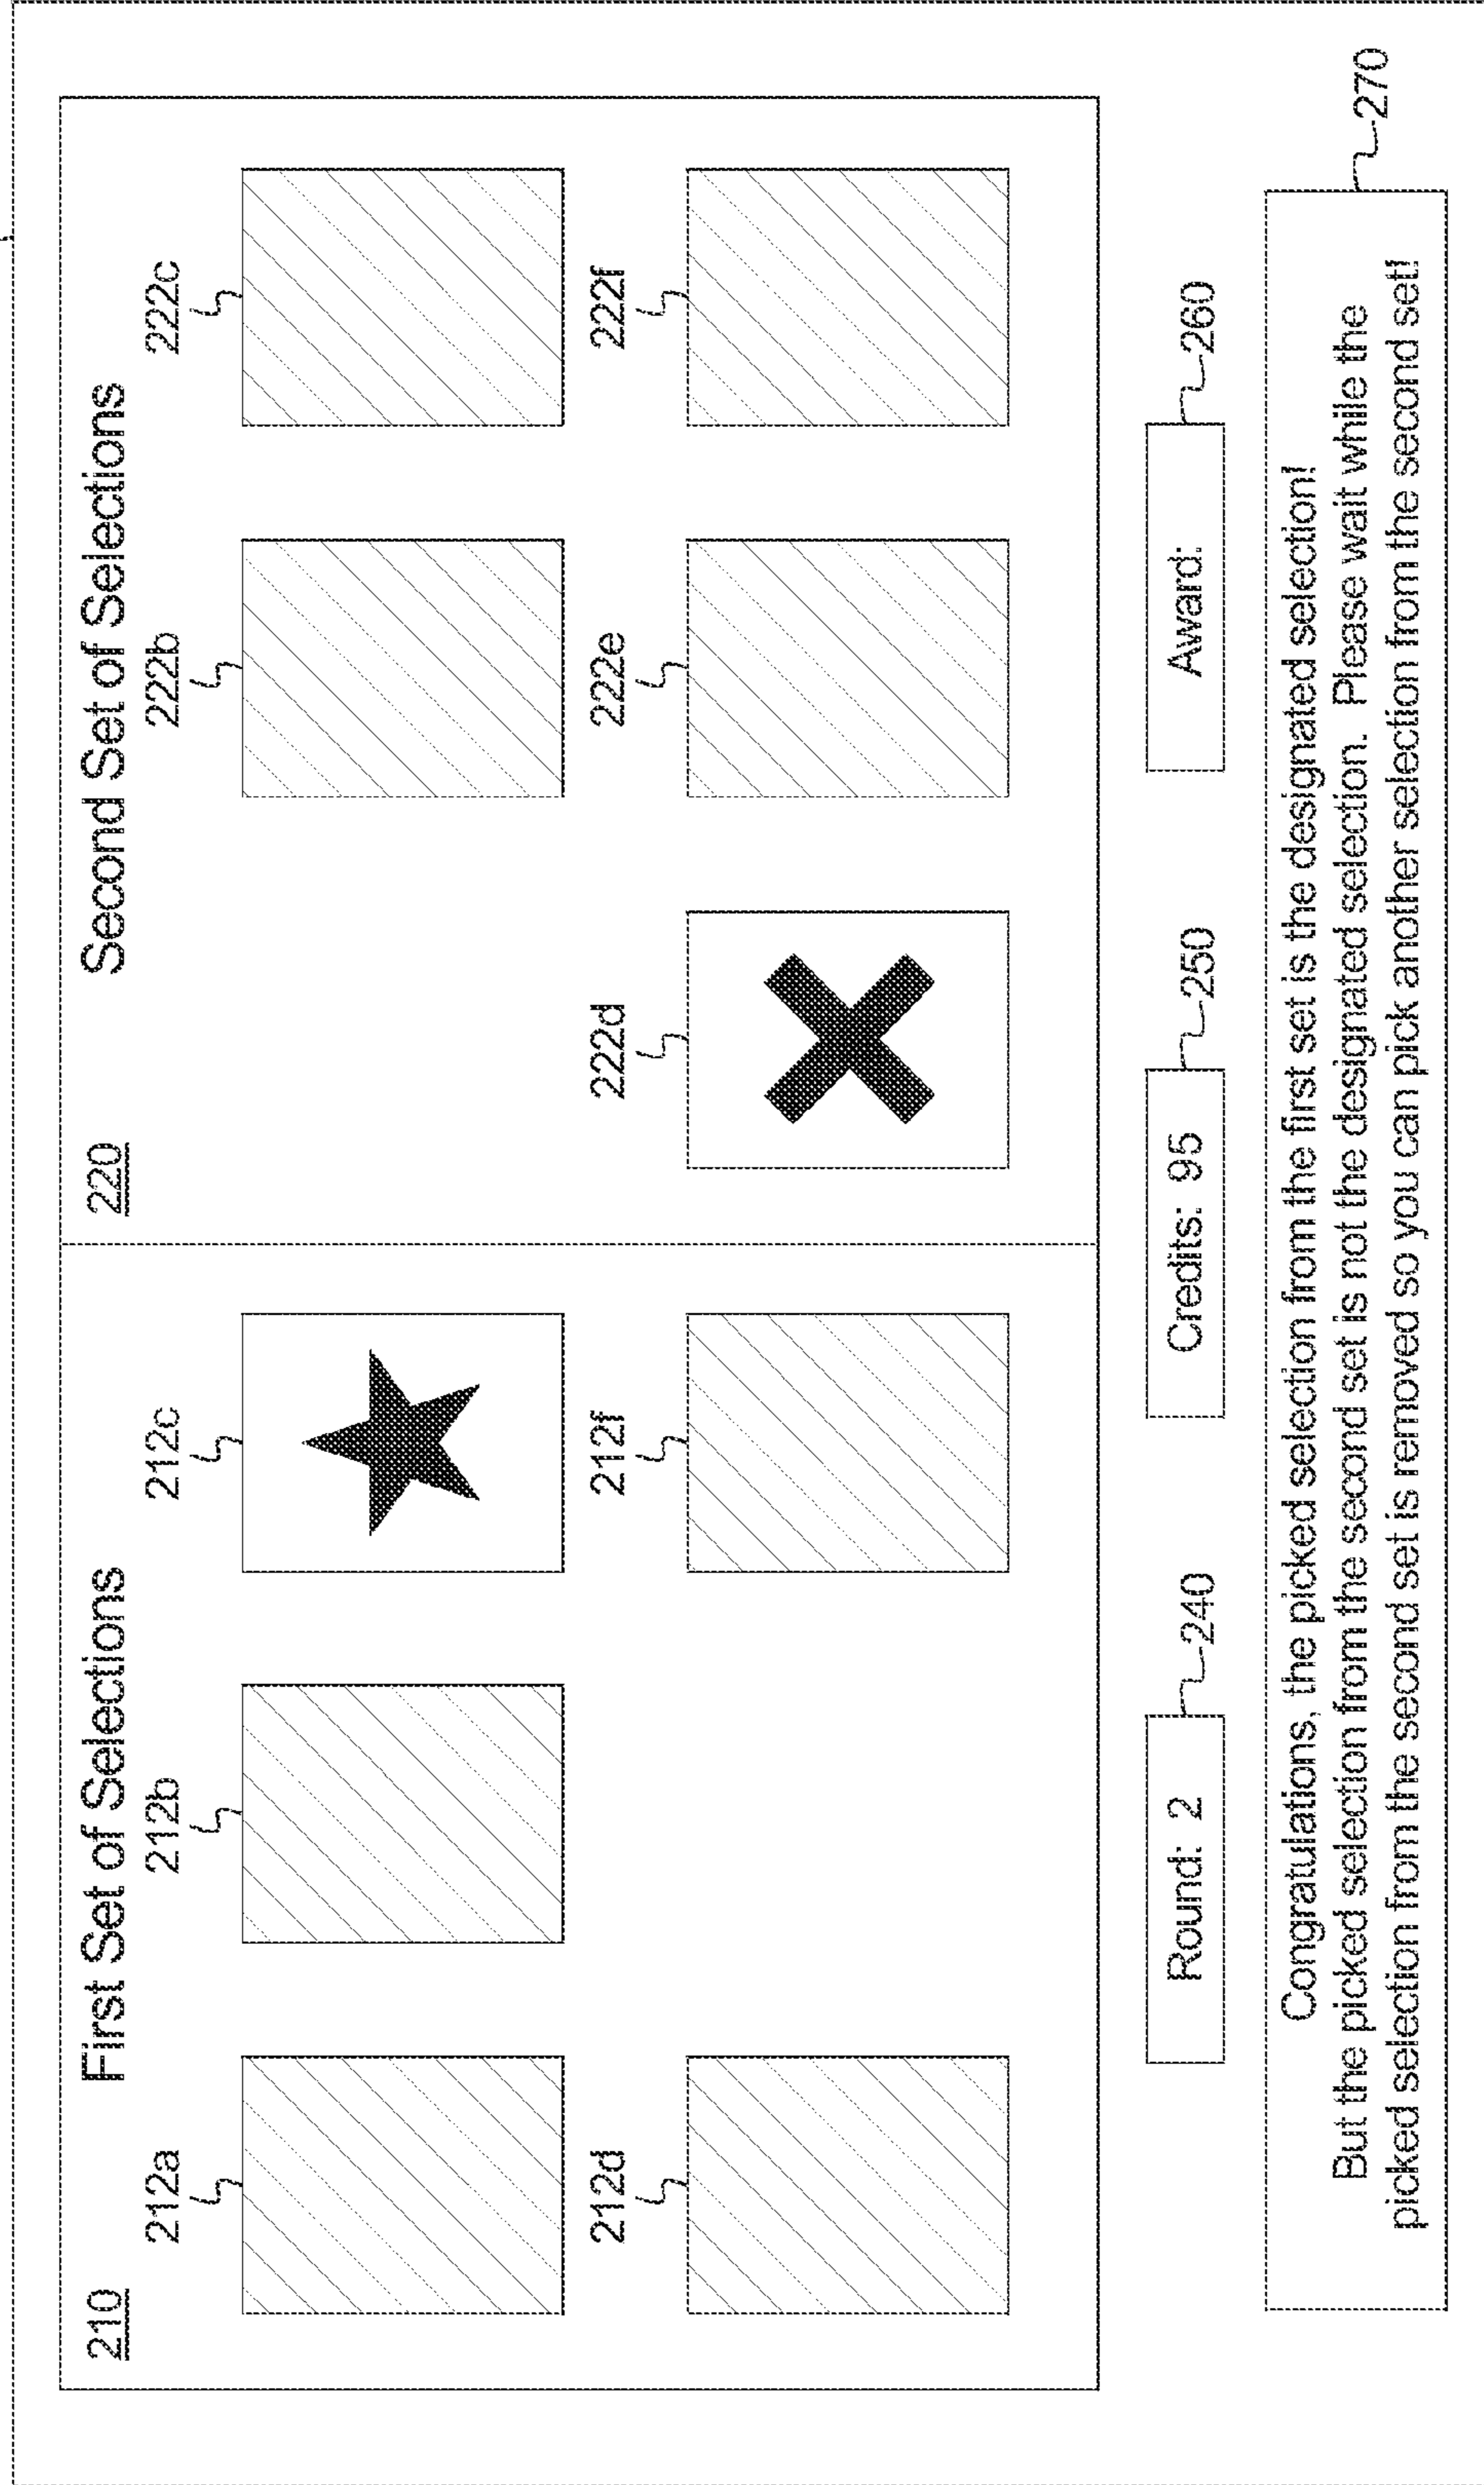 210
First Set of Selections
212a
212b
212c
212d
212f
220
Second Set of Selections
222b
222c
222d
222e
222f
Round: 2
240
Credits: 95
250
Award:
260
Congratulations, the picked selection from the first set is the designated selection!
But the picked selection from the second set is not the designated selection. Please wait while the
picked selection from the second set is removed so you can pick another selection from the second set!
270